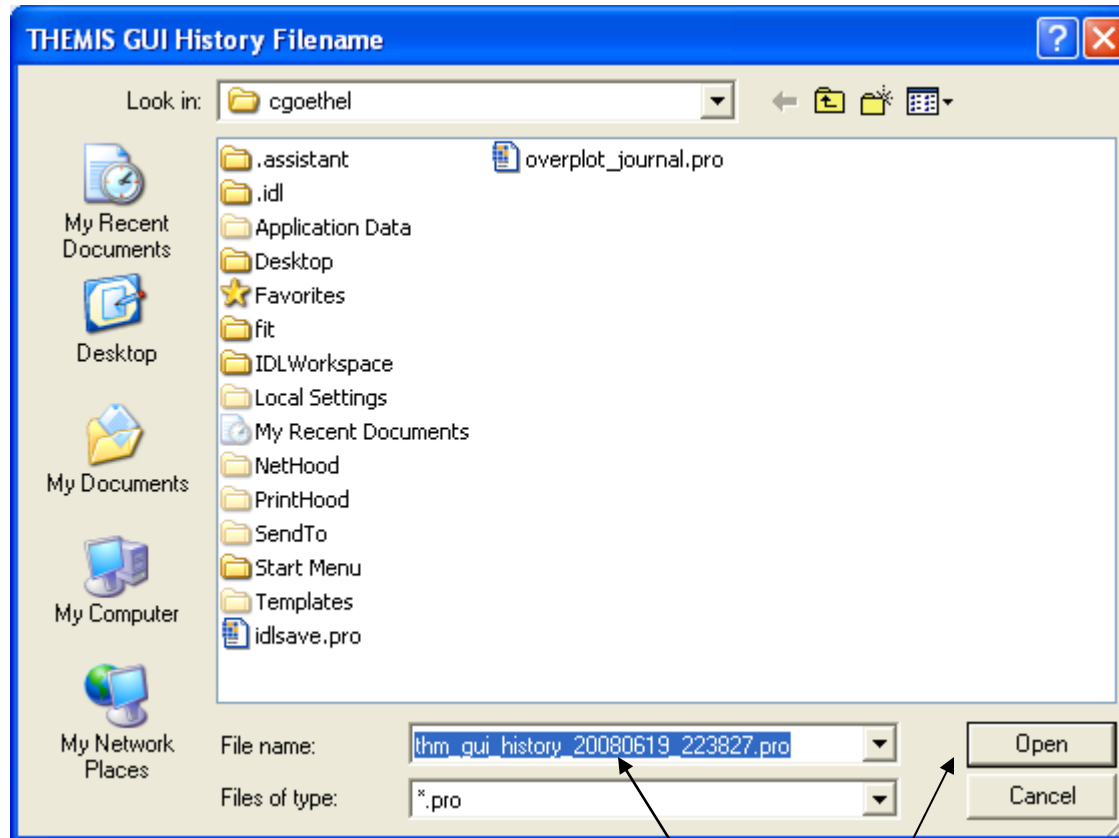 THEMIS GUI History Filename
Look in:
cgoethel
My Recent
Documents
Desktop
My Documents
My Computer
My Network
Places
.assistant
.idl
Application Data
Desktop
Favorites
fit
IDLWorkspace
Local Settings
My Recent Documents
NetHood
PrintHood
SendTo
Start Menu
Templates
idlsave.pro
overplot_journal.pro
File name:
thm_gui_history_20080619_223827.pro
Open
Files of type:
*.pro
Cancel